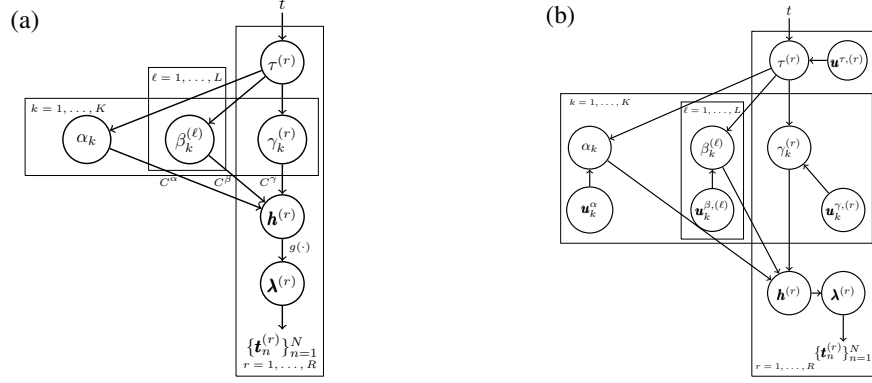 (a)
t
τ^(r)
ℓ = 1, . . . , L
k = 1, . . . , K
α_k
β_k^(ℓ)
γ_k^(r)
C^α
C^β
C^γ
h^(r)
g(·)
λ^(r)
{t_n^(r)}_{n=1}^N
r = 1, . . . , R
(b)
t
τ^(r)
u^{τ,(r)}
k = 1, . . . , K
ℓ = 1, . . . , L
α_k
β_k^(ℓ)
γ_k^(r)
u_k^α
u_k^{β,(ℓ)}
u_k^{γ,(r)}
h^(r)
λ^(r)
{t_n^(r)}_{n=1}^N
r = 1, . . . , R